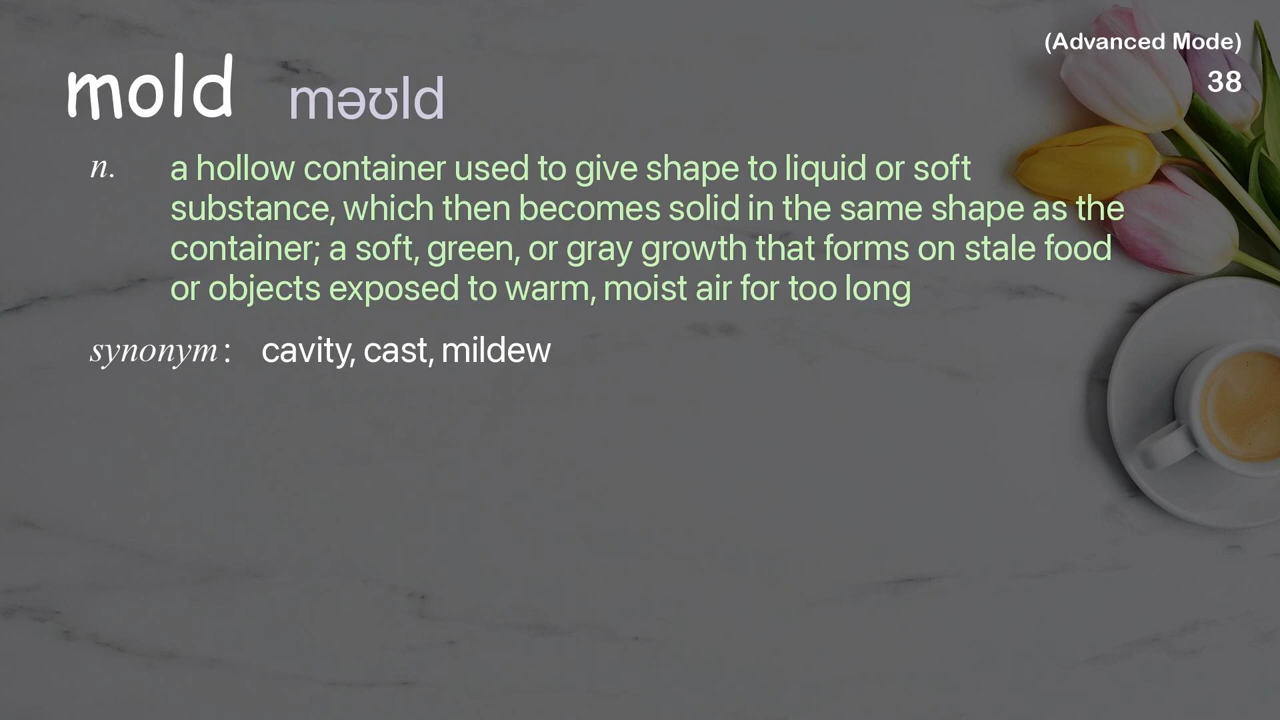 (Advanced Mode)
38
mold məʊld
n. a hollow container used to give shape to liquid or soft
substance, which then becomes solid in the same shape as the
container; a soft, green, or gray growth that forms on stale food
or objects exposed to warm, moist air for too long
synonym: cavity, cast, mildew